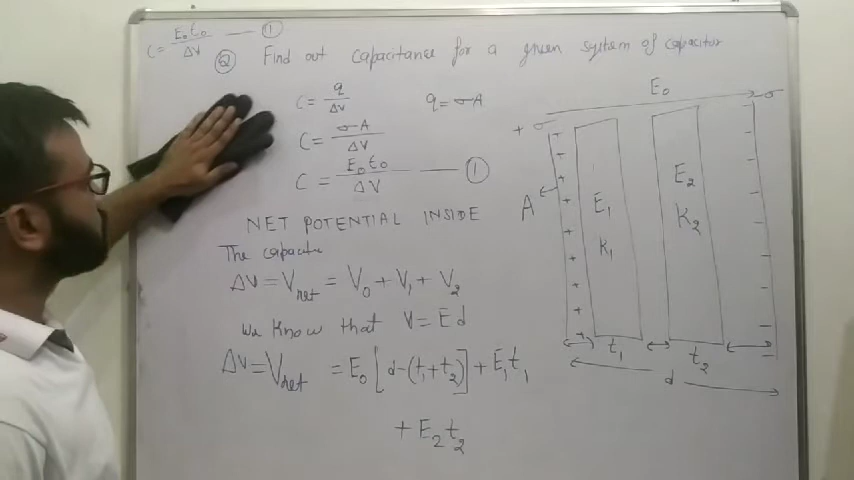 C = E₀ε₀ / ΔV — ①
Q Find out capacitance for a given system of capacitor
C = q / ΔV    q = σA
C = σA / ΔV
C = E₀ε₀ / ΔV — ①
NET POTENTIAL INSIDE
The capacitor
ΔV = V_net = V₀ + V₁ + V₂
We know that V = Ed
ΔV = V_net = E₀ [d - (t₁ + t₂)] + E₁t₁
+ E₂t₂
E₀
+ σ
- σ
A
E₁
K₁
E₂
K₂
t₁
t₂
d